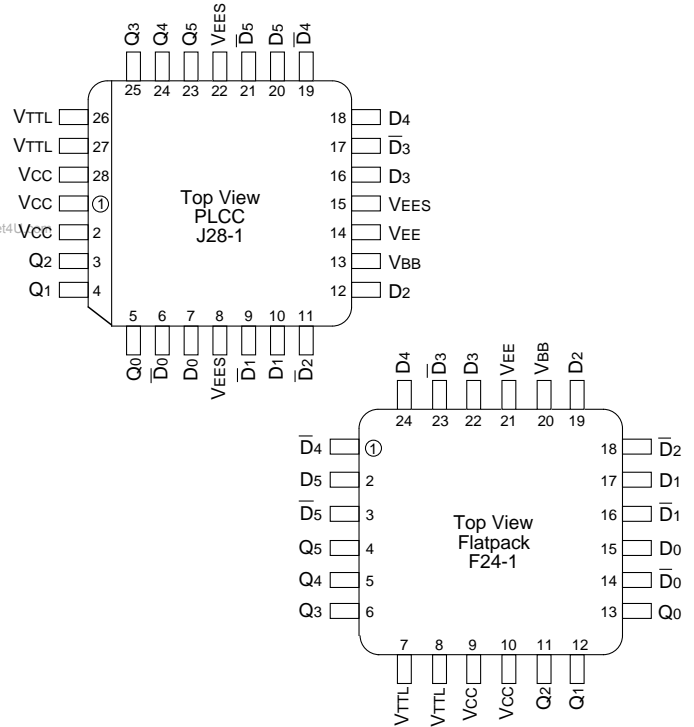 Q3 Q4 Q5 VEES D̅5 D5 D̅4
25 24 23 22 21 20 19
VTTL 26
VTTL 27
VCC 28
VCC 1
VCC 2
Q2 3
Q1 4
18 D4
17 D̅3
16 D3
15 VEES
14 VEE
13 VBB
12 D2
Top View
PLCC
J28-1
5 6 7 8 9 10 11
Q0 D̅0 D0 VEES D̅1 D1 D̅2
D4 D̅3 D3 VEE VBB D2
24 23 22 21 20 19
D̅4 1
D5 2
D̅5 3
Q5 4
Q4 5
Q3 6
18 D̅2
17 D1
16 D̅1
15 D0
14 D̅0
13 Q0
Top View
Flatpack
F24-1
7 8 9 10 11 12
VTTL VTTL VCC VCC Q2 Q1